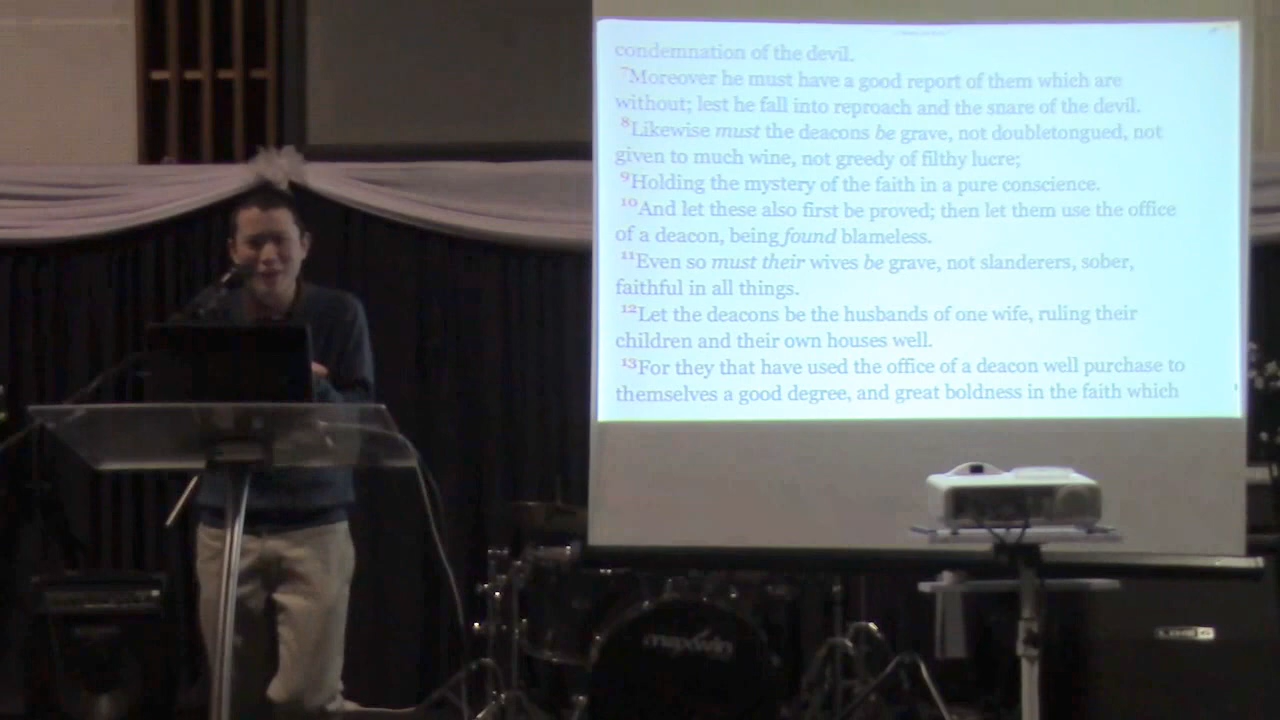 condemnation of the devil.
7Moreover he must have a good report of them which are
without; lest he fall into reproach and the snare of the devil.
8Likewise must the deacons be grave, not doubletongued, not
given to much wine, not greedy of filthy lucre;
9Holding the mystery of the faith in a pure conscience.
10And let these also first be proved; then let them use the office
of a deacon, being found blameless.
11Even so must their wives be grave, not slanderers, sober,
faithful in all things.
12Let the deacons be the husbands of one wife, ruling their
children and their own houses well.
13For they that have used the office of a deacon well purchase to
themselves a good degree, and great boldness in the faith which
mapex
LINE 6